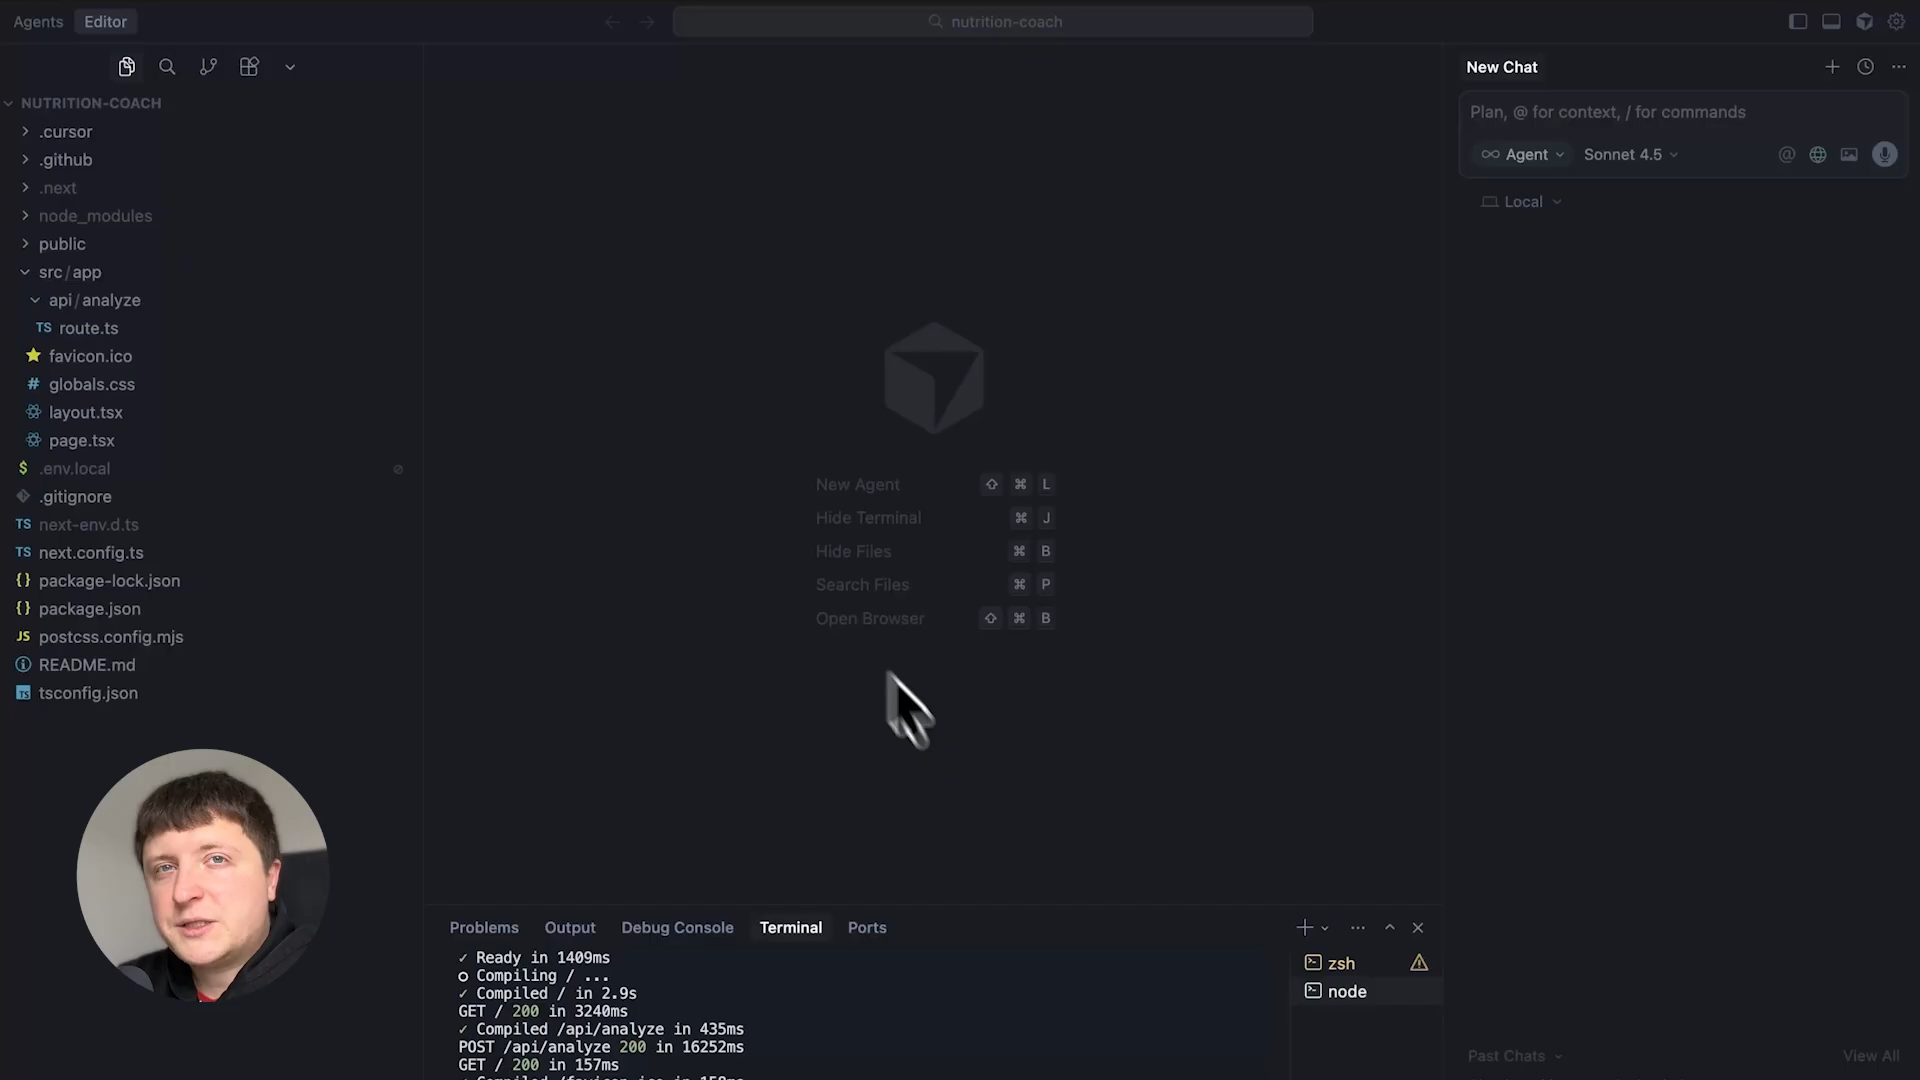 Agents Editor
nutrition-coach
NUTRITION-COACH
.cursor
.github
.next
node_modules
public
src/app
api/analyze
TS route.ts
favicon.ico
# globals.css
layout.tsx
page.tsx
$ .env.local
.gitignore
TS next-env.d.ts
TS next.config.ts
{} package-lock.json
{} package.json
JS postcss.config.mjs
README.md
TS tsconfig.json
New Agent ⇧ ⌘ L
Hide Terminal ⌘ J
Hide Files ⌘ B
Search Files ⌘ P
Open Browser ⇧ ⌘ B
Problems Output Debug Console Terminal Ports
✓ Ready in 1409ms
○ Compiling / ...
✓ Compiled / in 2.9s
GET / 200 in 3240ms
✓ Compiled /api/analyze in 435ms
POST /api/analyze 200 in 16252ms
GET / 200 in 157ms
zsh
node
New Chat
Plan, @ for context, / for commands
Agent Sonnet 4.5
Local
Past Chats View All